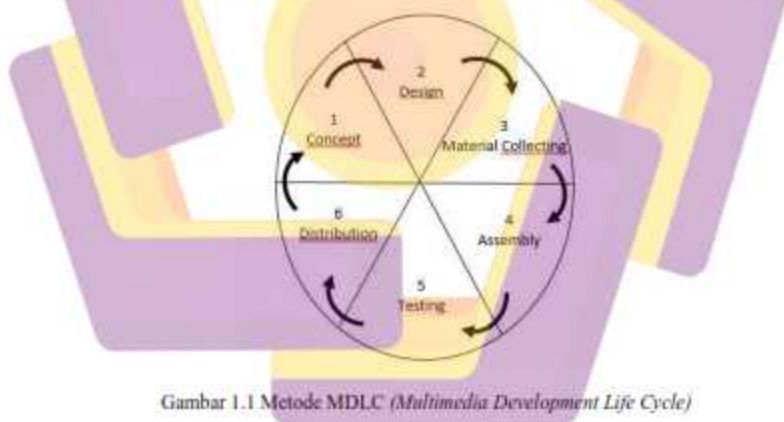 2
Design
1
Concept
3
Material Collecting
6
Distribution
4
Assembly
5
Testing
Gambar 1.1 Metode MDLC (Multimedia Development Life Cycle)